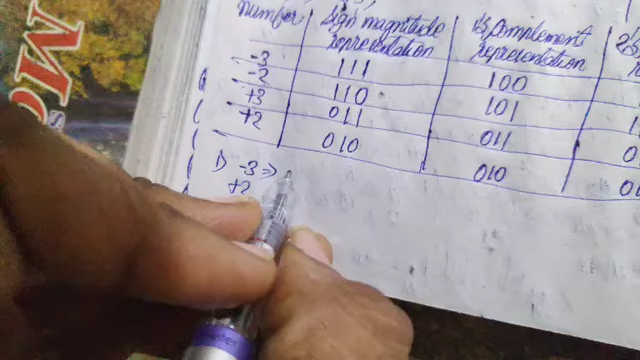 number Sign magnitude representation 1's Complement representation 2's
-3 111 100
-2 110 101
+3 011 011
+2 010 010
1) -3 ⇒
+2